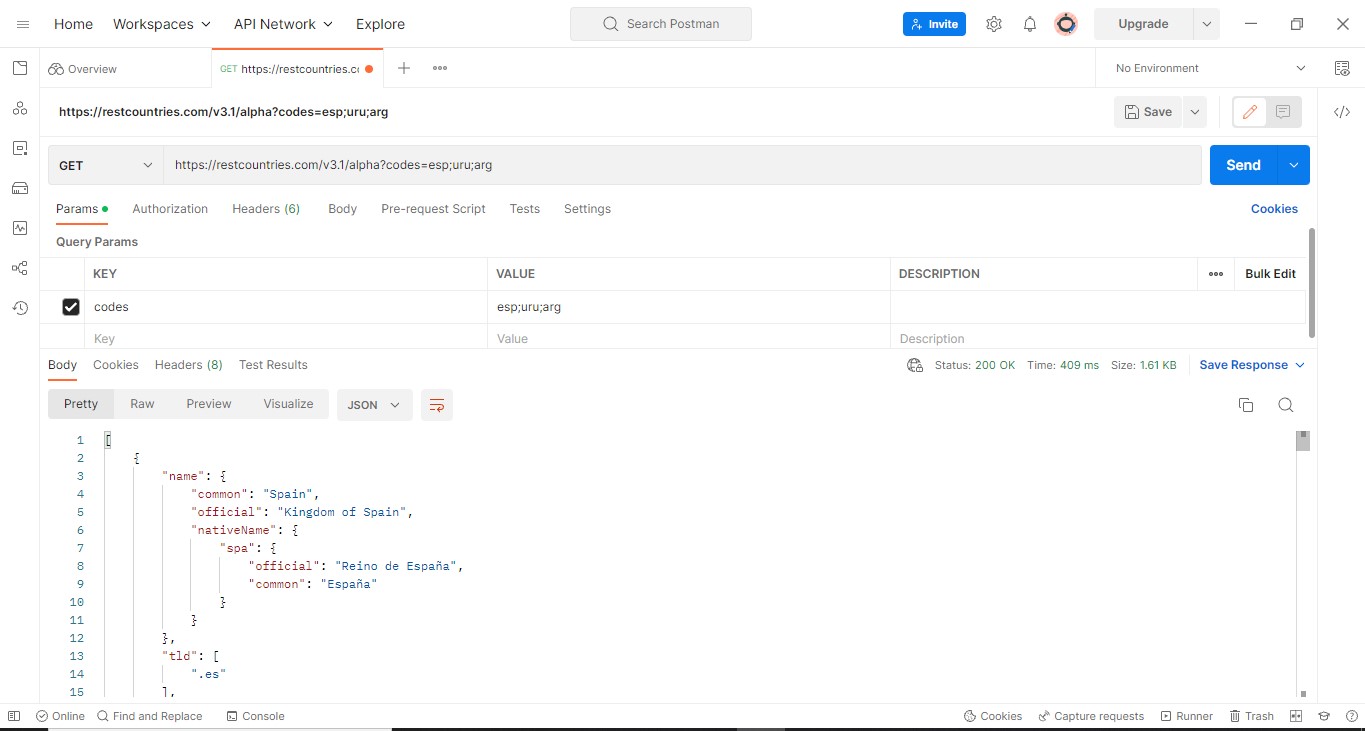 Home Workspaces API Network Explore Search Postman Invite Upgrade
Overview GET https://restcountries.cc No Environment
https://restcountries.com/v3.1/alpha?codes=esp;uru;arg Save
GET https://restcountries.com/v3.1/alpha?codes=esp;uru;arg Send
Params Authorization Headers (6) Body Pre-request Script Tests Settings Cookies
Query Params
KEY VALUE DESCRIPTION Bulk Edit
codes esp;uru;arg
Key Value Description
Body Cookies Headers (8) Test Results Status: 200 OK Time: 409 ms Size: 1.61 KB Save Response
Pretty Raw Preview Visualize JSON
1 [
2 {
3 "name": {
4 "common": "Spain",
5 "official": "Kingdom of Spain",
6 "nativeName": {
7 "spa": {
8 "official": "Reino de España",
9 "common": "España"
10 }
11 }
12 },
13 "tld": [
14 ".es"
15 ],
Online Find and Replace Console Cookies Capture requests Runner Trash